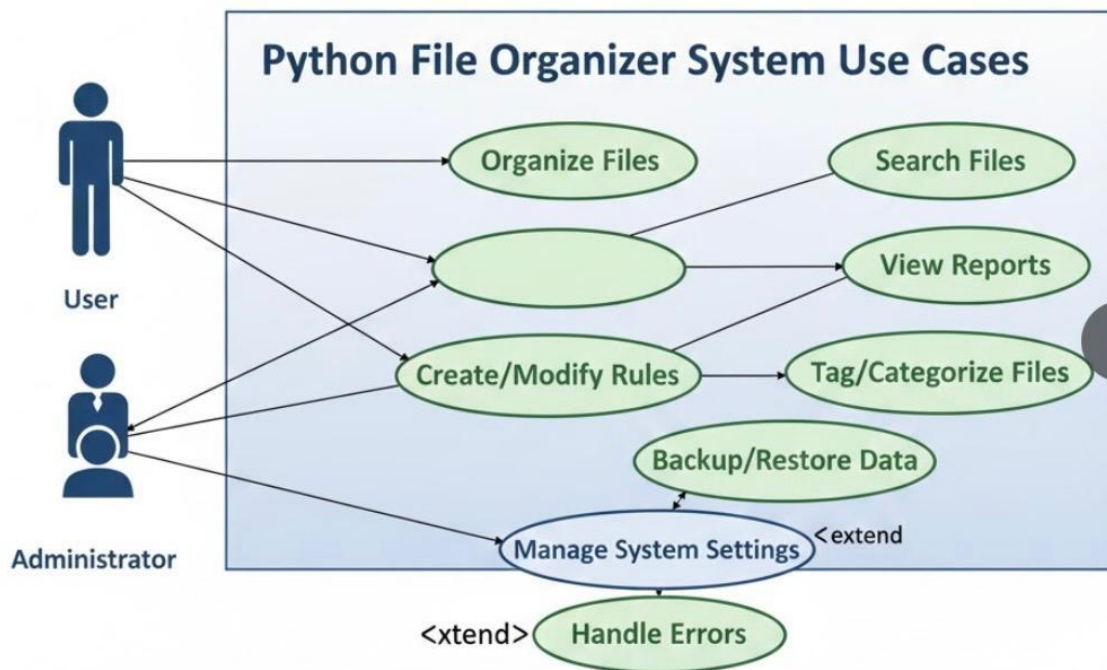 Python File Organizer System Use Cases
Organize Files
Search Files
User
View Reports
Create/Modify Rules
Tag/Categorize Files
Backup/Restore Data
Administrator
Manage System Settings
<extend
<xtend>
Handle Errors